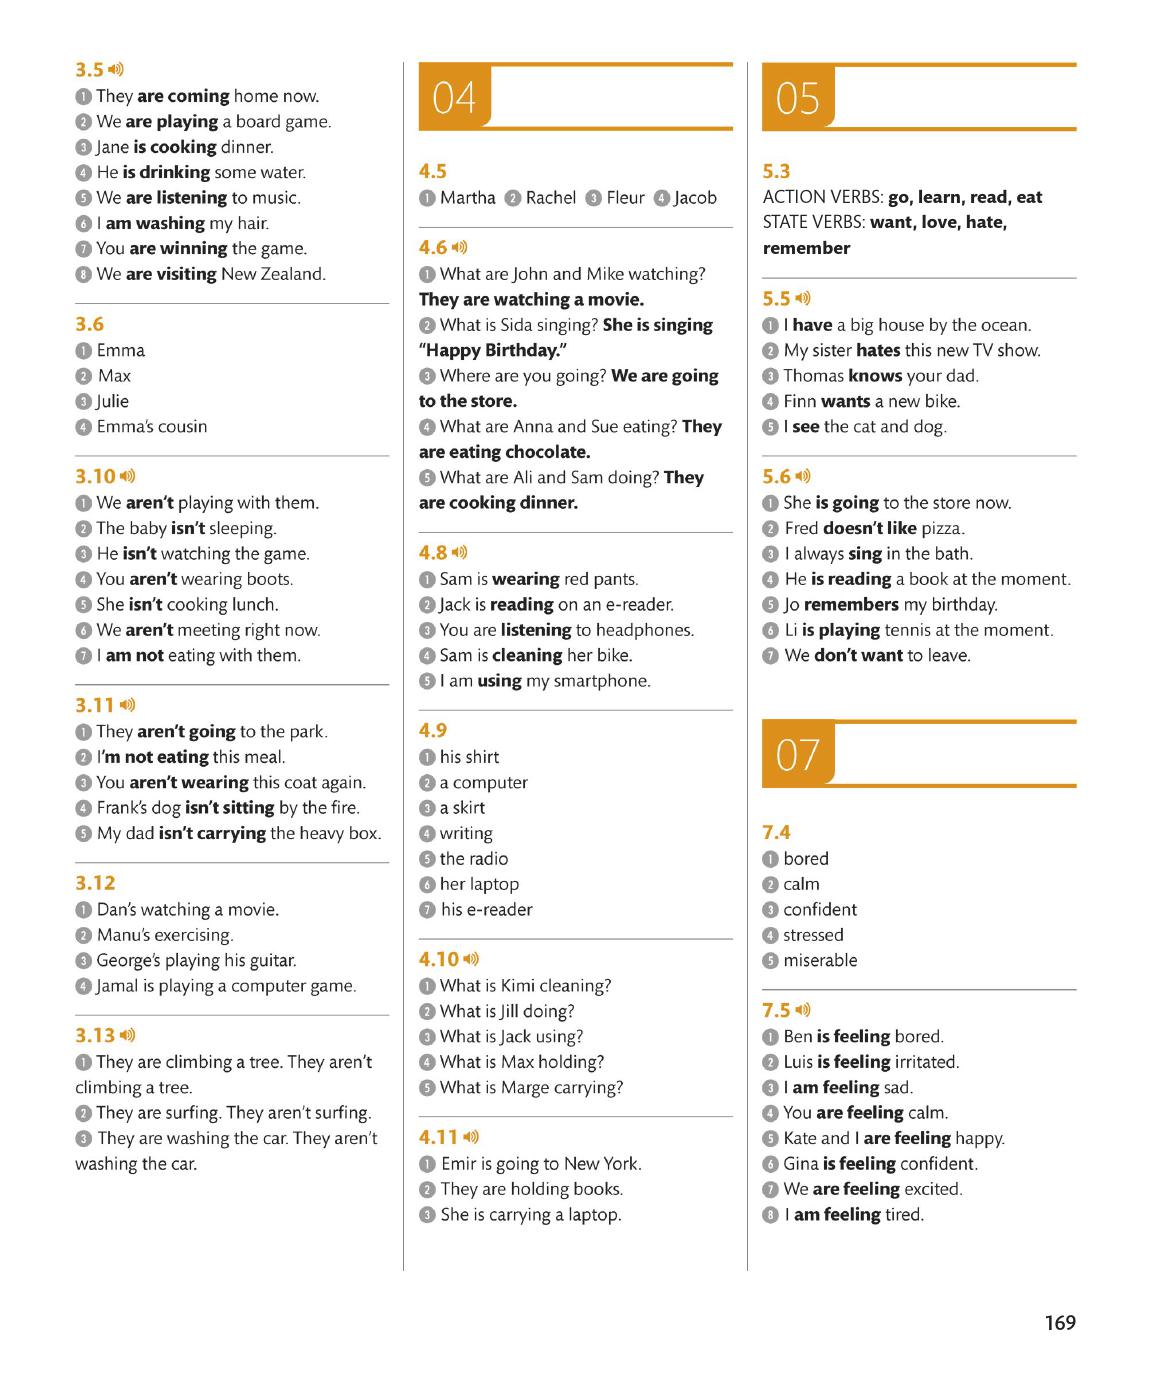 3.5
1 They are coming home now.
2 We are playing a board game.
3 Jane is cooking dinner.
4 He is drinking some water.
5 We are listening to music.
6 I am washing my hair.
7 You are winning the game.
8 We are visiting New Zealand.
3.6
1 Emma
2 Max
3 Julie
4 Emma’s cousin
3.10
1 We aren’t playing with them.
2 The baby isn’t sleeping.
3 He isn’t watching the game.
4 You aren’t wearing boots.
5 She isn’t cooking lunch.
6 We aren’t meeting right now.
7 I am not eating with them.
3.11
1 They aren’t going to the park.
2 I’m not eating this meal.
3 You aren’t wearing this coat again.
4 Frank’s dog isn’t sitting by the fire.
5 My dad isn’t carrying the heavy box.
3.12
1 Dan’s watching a movie.
2 Manu’s exercising.
3 George’s playing his guitar.
4 Jamal is playing a computer game.
3.13
1 They are climbing a tree. They aren’t
climbing a tree.
2 They are surfing. They aren’t surfing.
3 They are washing the car. They aren’t
washing the car.
04
4.5
1 Martha 2 Rachel 3 Fleur 4 Jacob
4.6
1 What are John and Mike watching?
They are watching a movie.
2 What is Sida singing? She is singing
“Happy Birthday.”
3 Where are you going? We are going
to the store.
4 What are Anna and Sue eating? They
are eating chocolate.
5 What are Ali and Sam doing? They
are cooking dinner.
4.8
1 Sam is wearing red pants.
2 Jack is reading on an e-reader.
3 You are listening to headphones.
4 Sam is cleaning her bike.
5 I am using my smartphone.
4.9
1 his shirt
2 a computer
3 a skirt
4 writing
5 the radio
6 her laptop
7 his e-reader
4.10
1 What is Kimi cleaning?
2 What is Jill doing?
3 What is Jack using?
4 What is Max holding?
5 What is Marge carrying?
4.11
1 Emir is going to New York.
2 They are holding books.
3 She is carrying a laptop.
05
5.3
ACTION VERBS: go, learn, read, eat
STATE VERBS: want, love, hate,
remember
5.5
1 I have a big house by the ocean.
2 My sister hates this new TV show.
3 Thomas knows your dad.
4 Finn wants a new bike.
5 I see the cat and dog.
5.6
1 She is going to the store now.
2 Fred doesn’t like pizza.
3 I always sing in the bath.
4 He is reading a book at the moment.
5 Jo remembers my birthday.
6 Li is playing tennis at the moment.
7 We don’t want to leave.
07
7.4
1 bored
2 calm
3 confident
4 stressed
5 miserable
7.5
1 Ben is feeling bored.
2 Luis is feeling irritated.
3 I am feeling sad.
4 You are feeling calm.
5 Kate and I are feeling happy.
6 Gina is feeling confident.
7 We are feeling excited.
8 I am feeling tired.
169